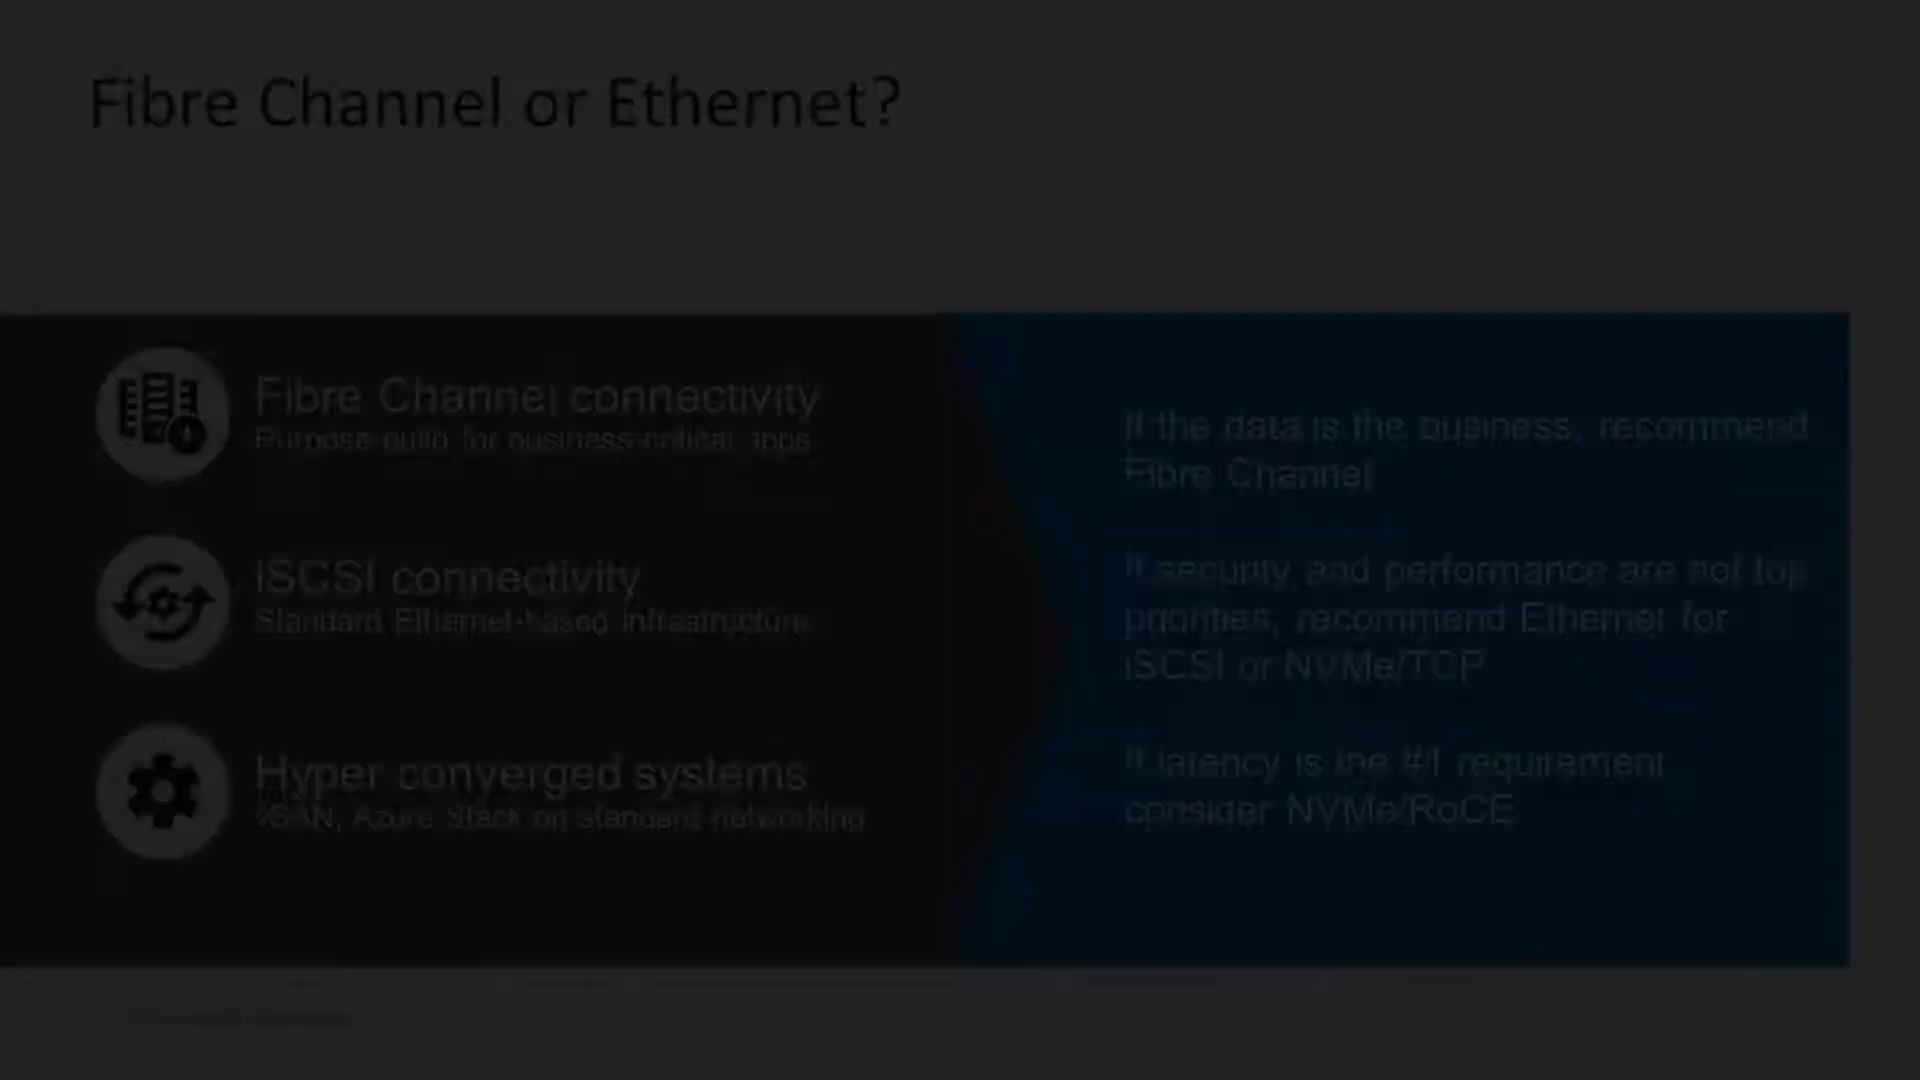 Fibre Channel or Ethernet?
Fibre Channel connectivity
Purpose-build for business-critical apps
iSCSI connectivity
Standard Ethernet-based infrastructure
Hyper converged systems
vSAN, Azure Stack on standard networking
If the data is the business, recommend
Fibre Channel
If security and performance are not top
priorities, recommend Ethernet for
iSCSI or NVMe/TCP
If latency is the #1 requirement
consider NVMe/RoCE